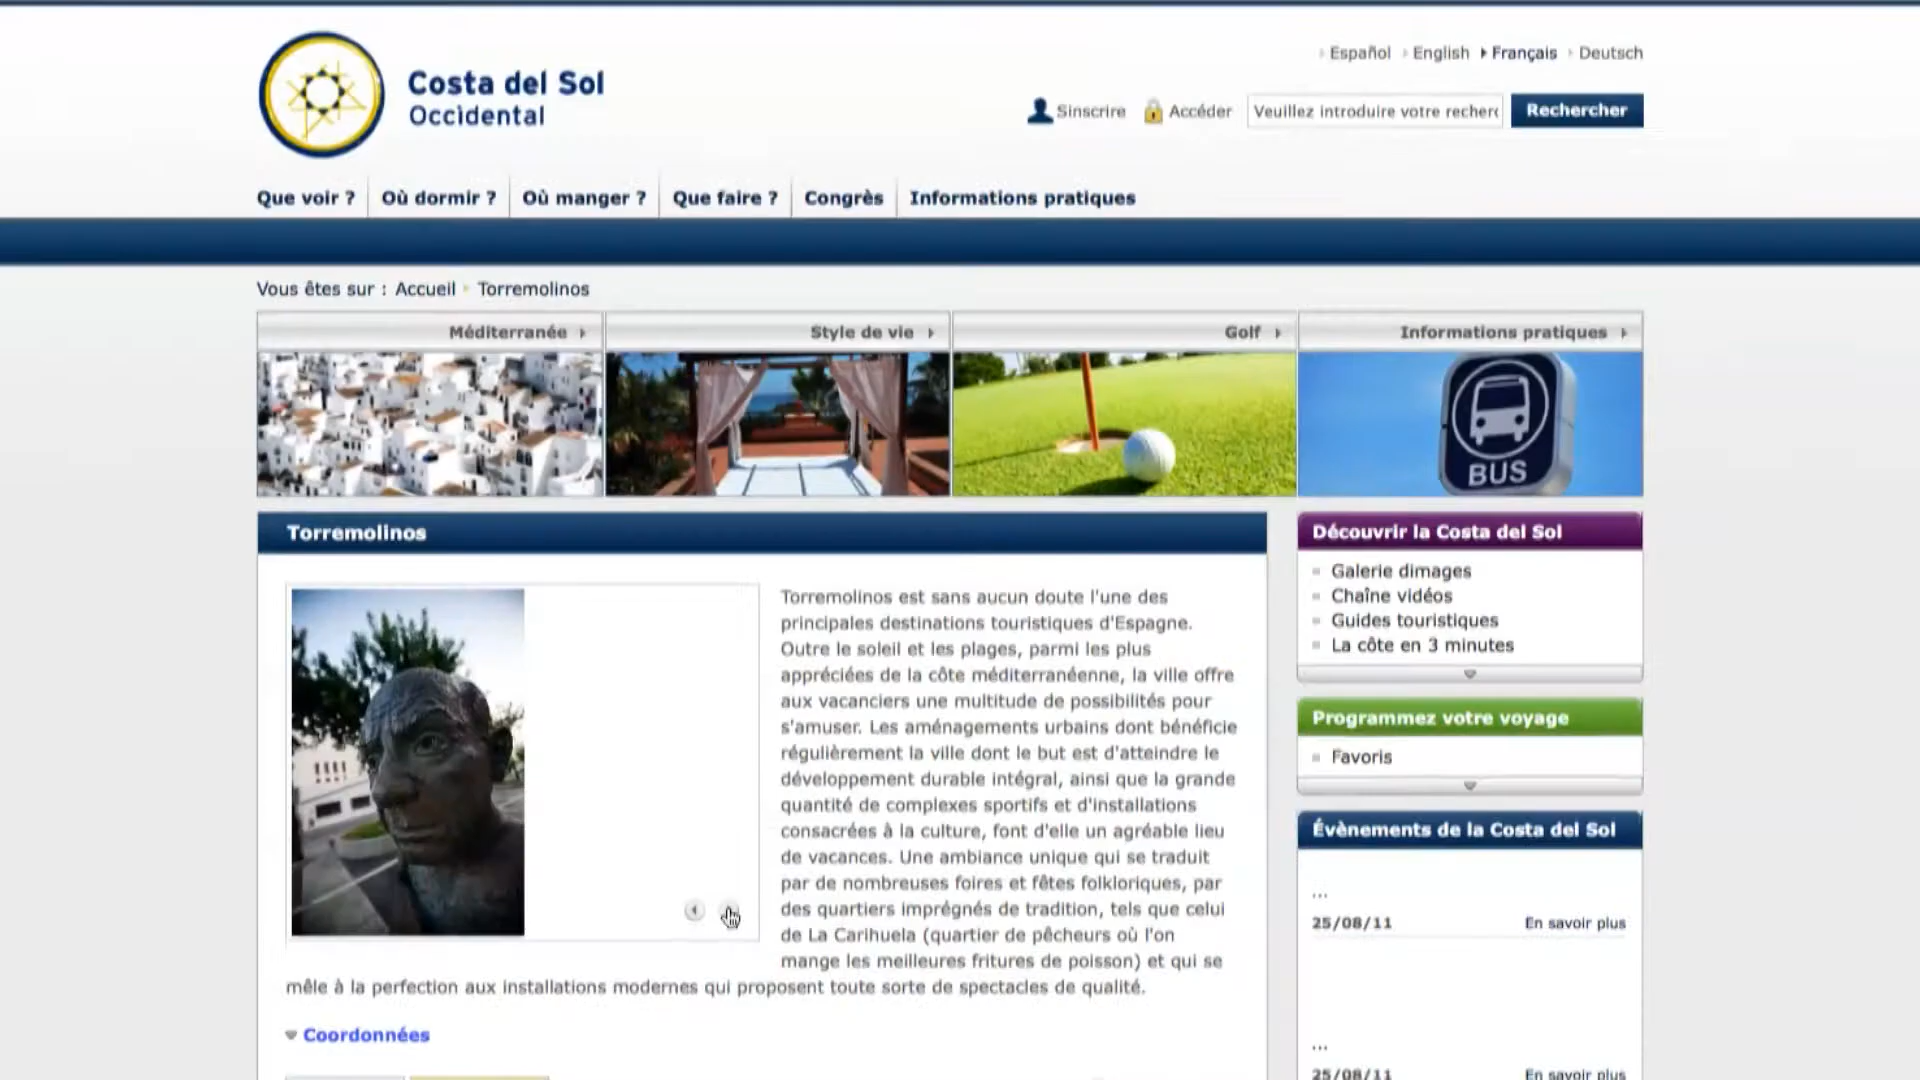 Español English Français Deutsch
Costa del Sol
Occidental
Sinscrire Accéder Veuillez introduire votre recherc Rechercher
Que voir ? Où dormir ? Où manger ? Que faire ? Congrès Informations pratiques
Vous êtes sur : Accueil Torremolinos
Méditerranée Style de vie Golf Informations pratiques
BUS
Torremolinos
Torremolinos est sans aucun doute l'une des
principales destinations touristiques d'Espagne.
Outre le soleil et les plages, parmi les plus
appréciées de la côte méditerranéenne, la ville offre
aux vacanciers une multitude de possibilités pour
s'amuser. Les aménagements urbains dont bénéficie
régulièrement la ville dont le but est d'atteindre le
développement durable intégral, ainsi que la grande
quantité de complexes sportifs et d'installations
consacrées à la culture, font d'elle un agréable lieu
de vacances. Une ambiance unique qui se traduit
par de nombreuses foires et fêtes folkloriques, par
des quartiers imprégnés de tradition, tels que celui
de La Carihuela (quartier de pêcheurs où l'on
mange les meilleures fritures de poisson) et qui se
mêle à la perfection aux installations modernes qui proposent toute sorte de spectacles de qualité.
Coordonnées
Découvrir la Costa del Sol
Galerie dimages
Chaîne vidéos
Guides touristiques
La côte en 3 minutes
Programmez votre voyage
Favoris
Évènements de la Costa del Sol
...
25/08/11 En savoir plus
...
25/08/11 En savoir plus